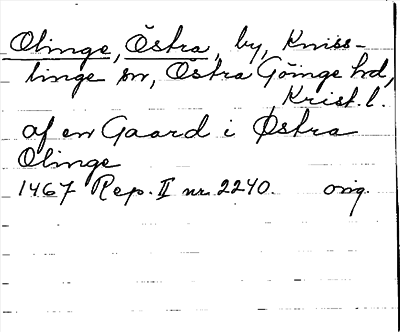 Olinge, Östra, by, Kniss-
linge sn, Östra Göinge hd,
Krist. l.
af en Gaard i Østra
Olinge
1467 Rep. II nr. 2240. orig.